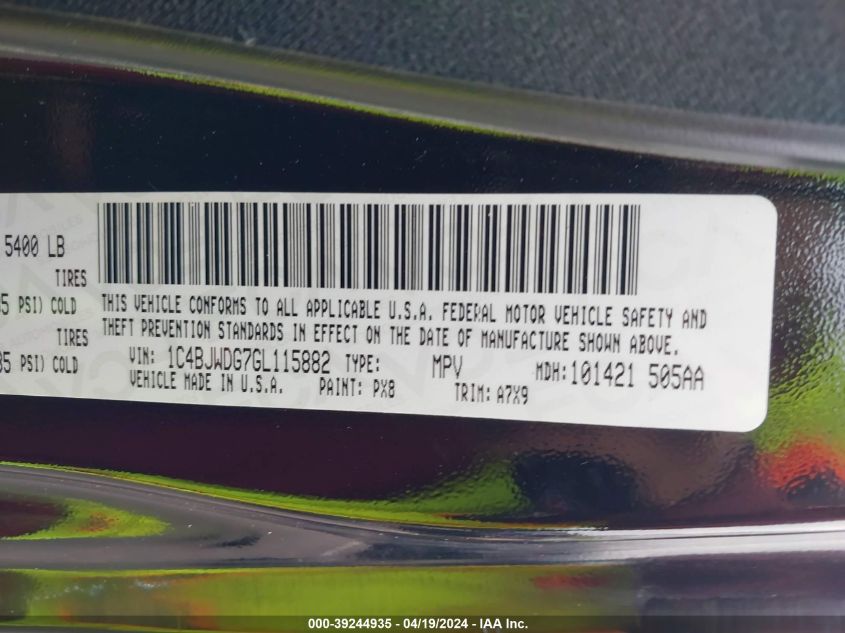 5400 LB
TIRES
PSI) COLD
TIRES
PSI) COLD
THIS VEHICLE CONFORMS TO ALL APPLICABLE U.S.A. FEDERAL MOTOR VEHICLE SAFETY AND
THEFT PREVENTION STANDARDS IN EFFECT ON THE DATE OF MANUFACTURE SHOWN ABOVE.
VIN: 1C4BJWDG7GL115882 TYPE: MPV MDH:101421 505AA
VEHICLE MADE IN U.S.A. PAINT: PX8 TRIM: A7X9
000-39244935 - 04/19/2024 - IAA Inc.